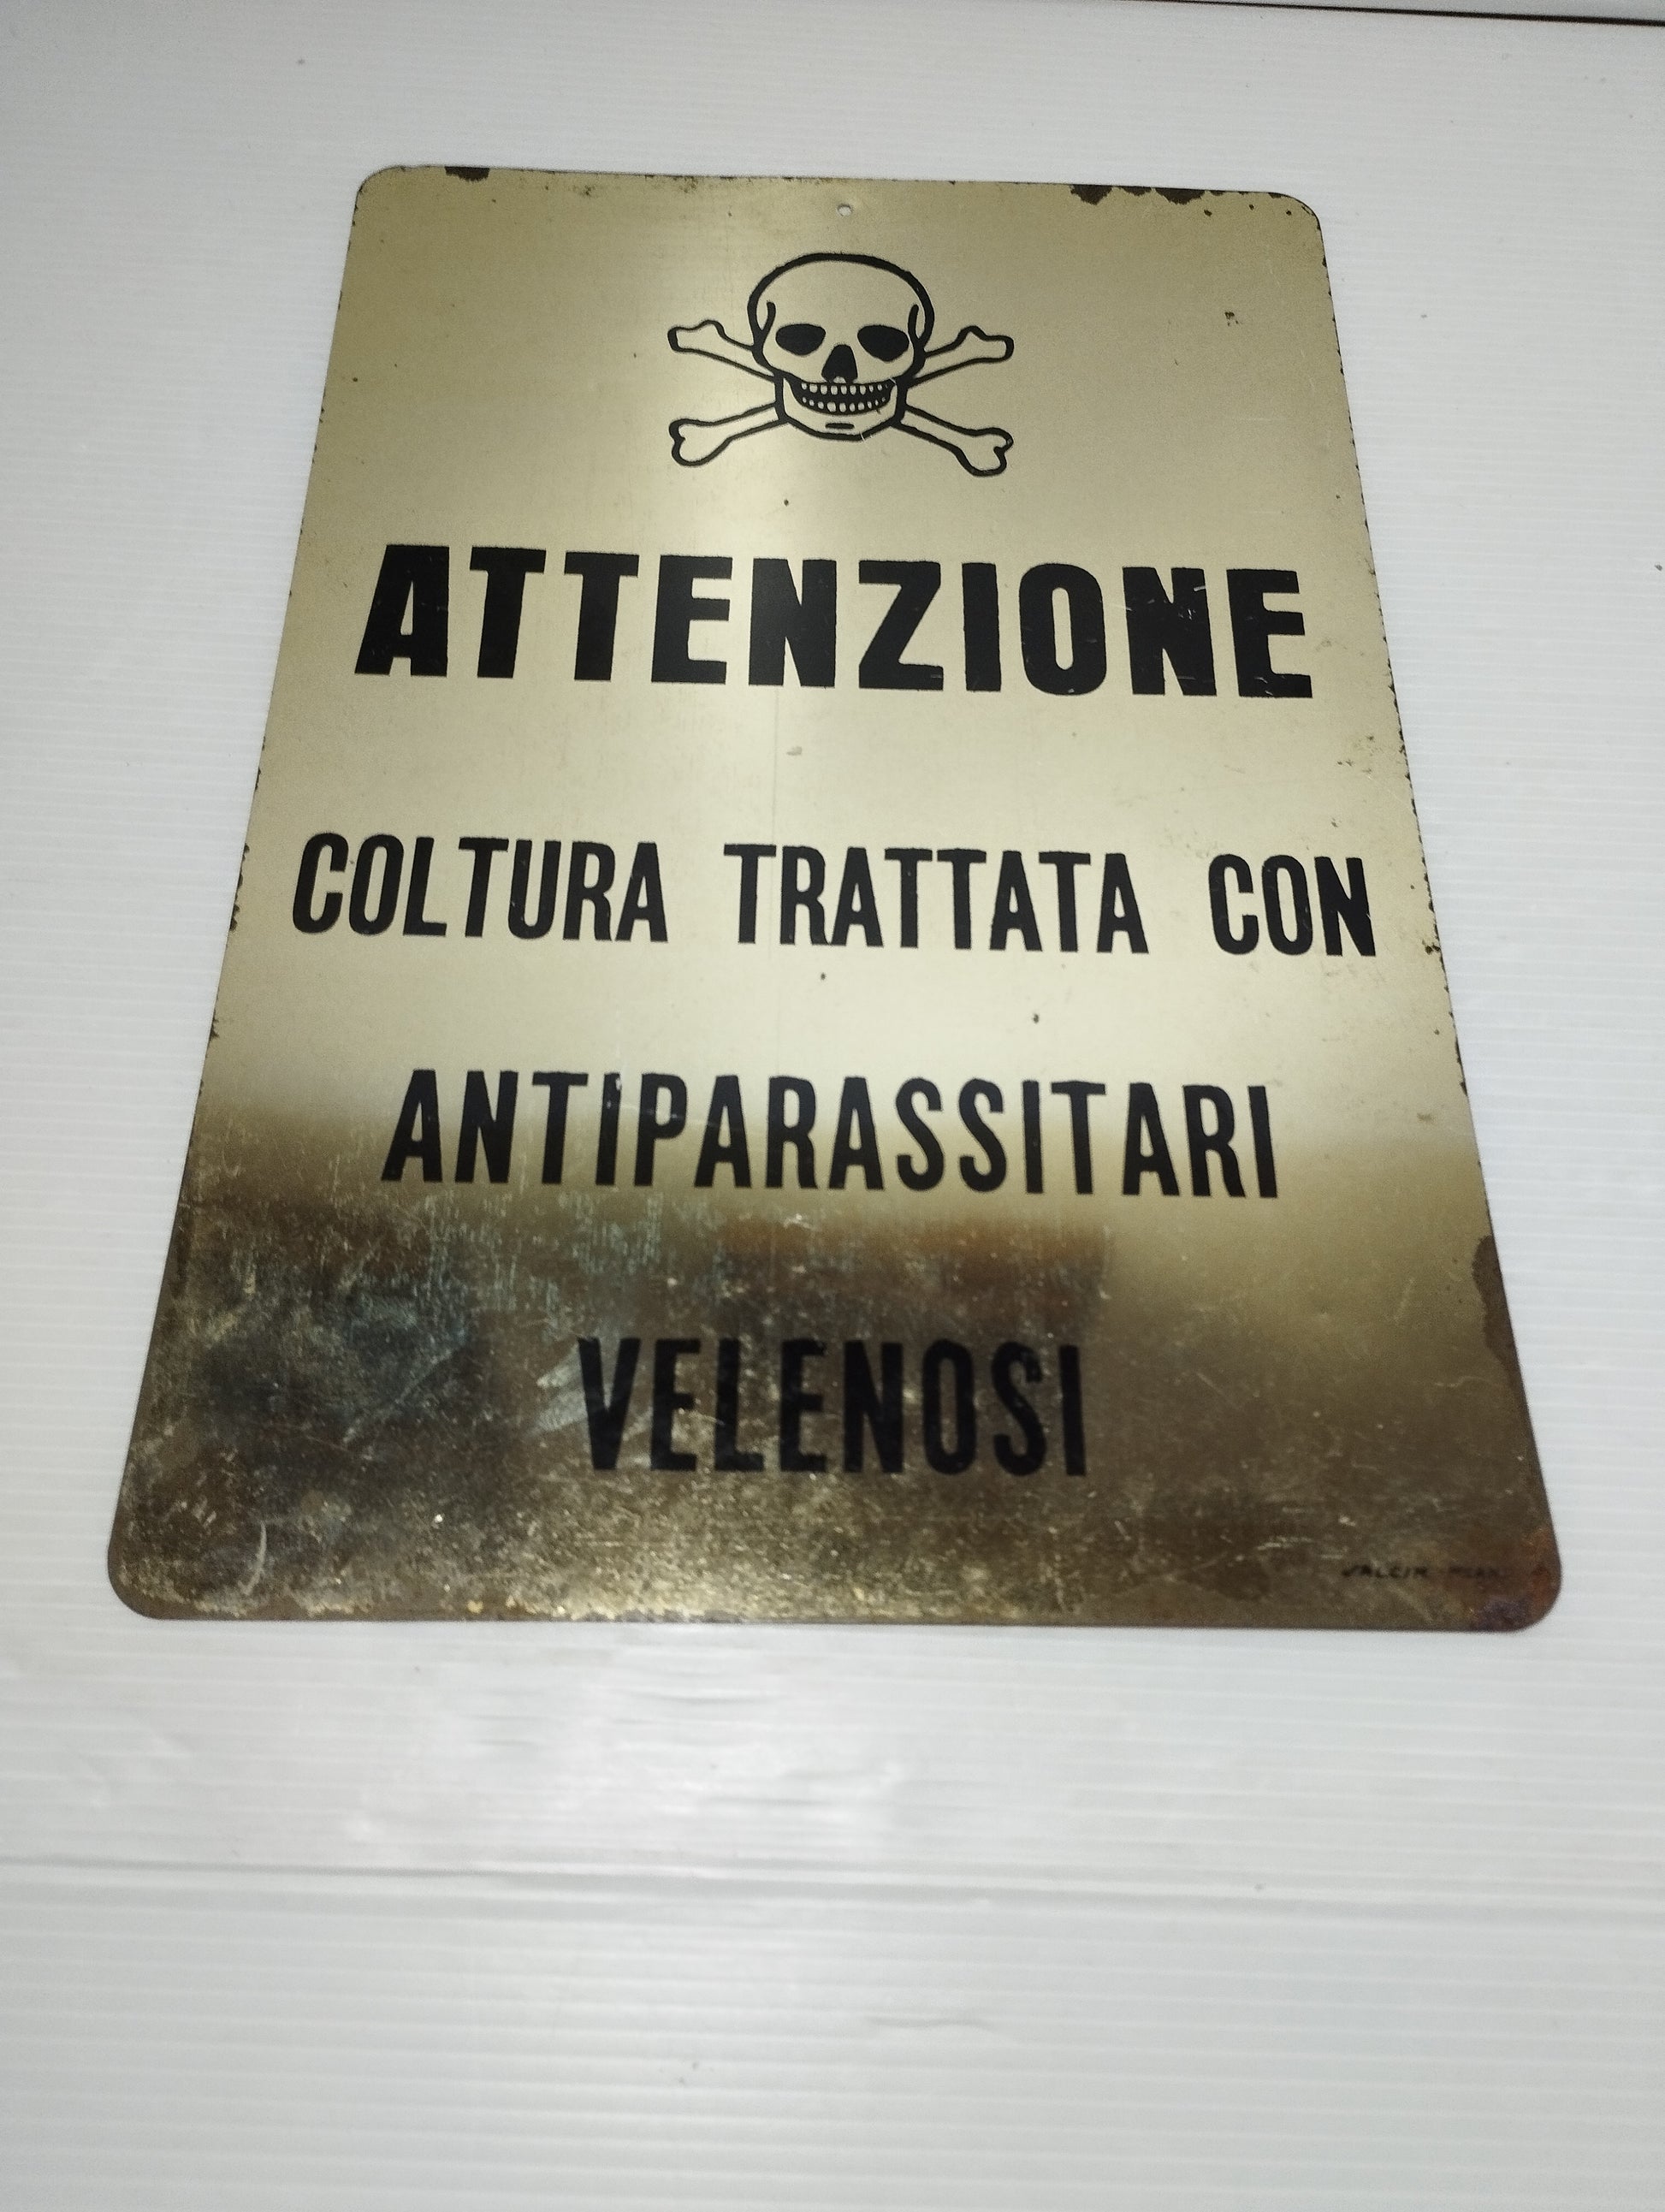 ATTENZIONE
COLTURA TRATTATA CON
ANTIPARASSITARI
VELENOSI